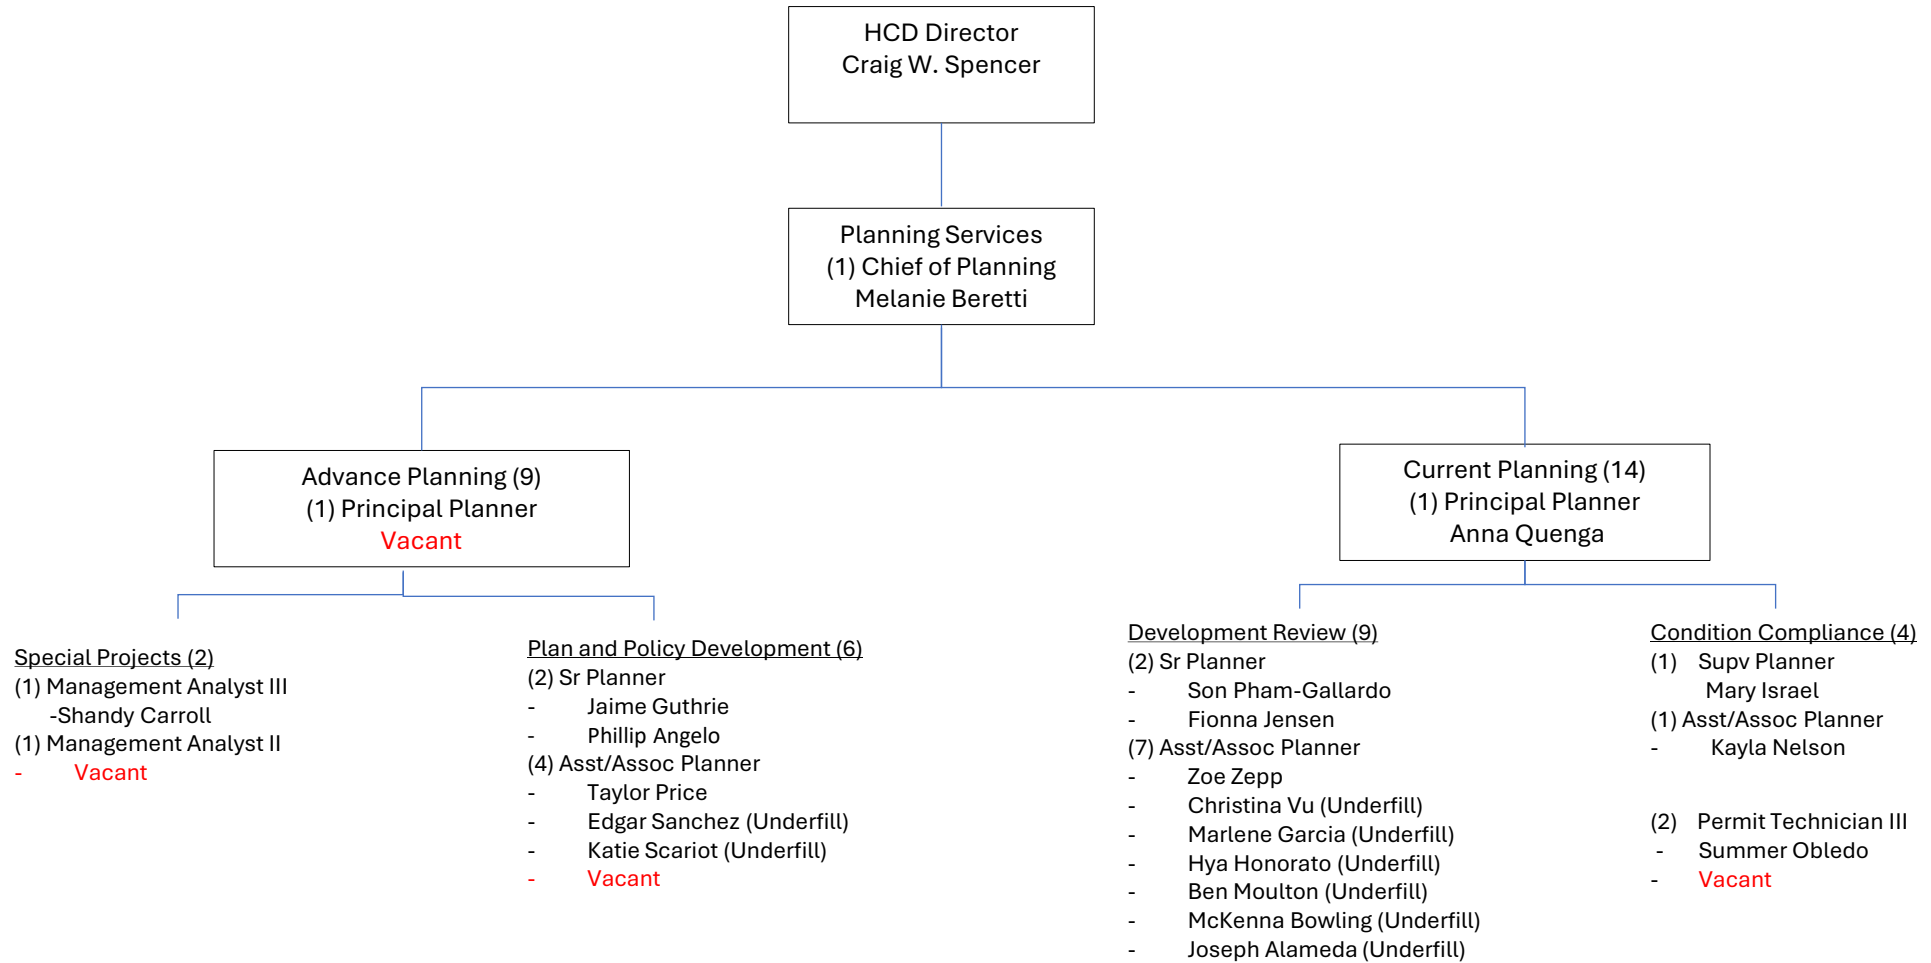 HCD Director
Craig W. Spencer
Planning Services
(1) Chief of Planning
Melanie Beretti
Advance Planning (9)
(1) Principal Planner
Vacant
Current Planning (14)
(1) Principal Planner
Anna Quenga
Special Projects (2)
(1) Management Analyst III
-Shandy Carroll
(1) Management Analyst II
- Vacant
Plan and Policy Development (6)
(2) Sr Planner
- Jaime Guthrie
- Phillip Angelo
(4) Asst/Assoc Planner
- Taylor Price
- Edgar Sanchez (Underfill)
- Katie Scariot (Underfill)
- Vacant
Development Review (9)
(2) Sr Planner
- Son Pham-Gallardo
- Fionna Jensen
(7) Asst/Assoc Planner
- Zoe Zepp
- Christina Vu (Underfill)
- Marlene Garcia (Underfill)
- Hya Honorato (Underfill)
- Ben Moulton (Underfill)
- McKenna Bowling (Underfill)
- Joseph Alameda (Underfill)
Condition Compliance (4)
(1) Supv Planner
Mary Israel
(1) Asst/Assoc Planner
- Kayla Nelson
(2) Permit Technician III
- Summer Obledo
- Vacant